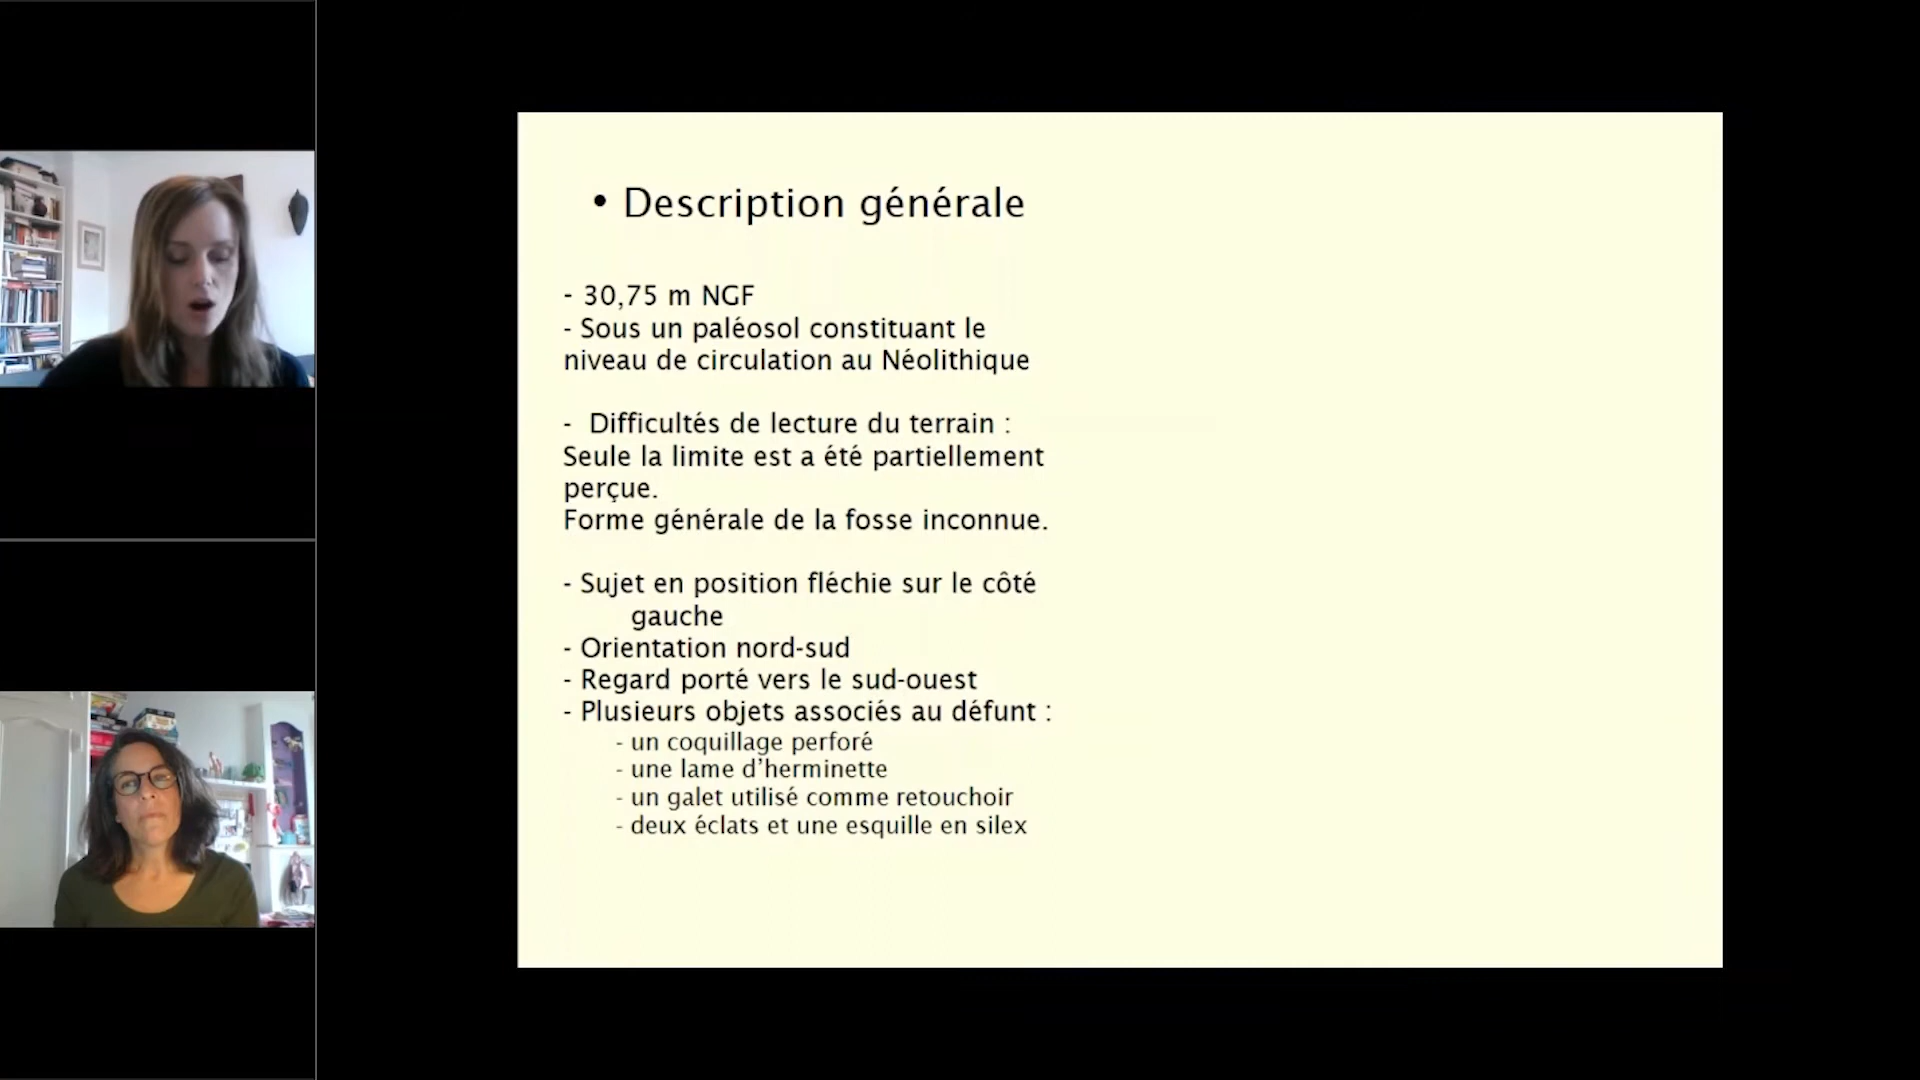 • Description générale
- 30,75 m NGF
- Sous un paléosol constituant le
niveau de circulation au Néolithique
- Difficultés de lecture du terrain :
Seule la limite est a été partiellement
perçue.
Forme générale de la fosse inconnue.
- Sujet en position fléchie sur le côté
gauche
- Orientation nord-sud
- Regard porté vers le sud-ouest
- Plusieurs objets associés au défunt :
- un coquillage perforé
- une lame d’herminette
- un galet utilisé comme retouchoir
- deux éclats et une esquille en silex